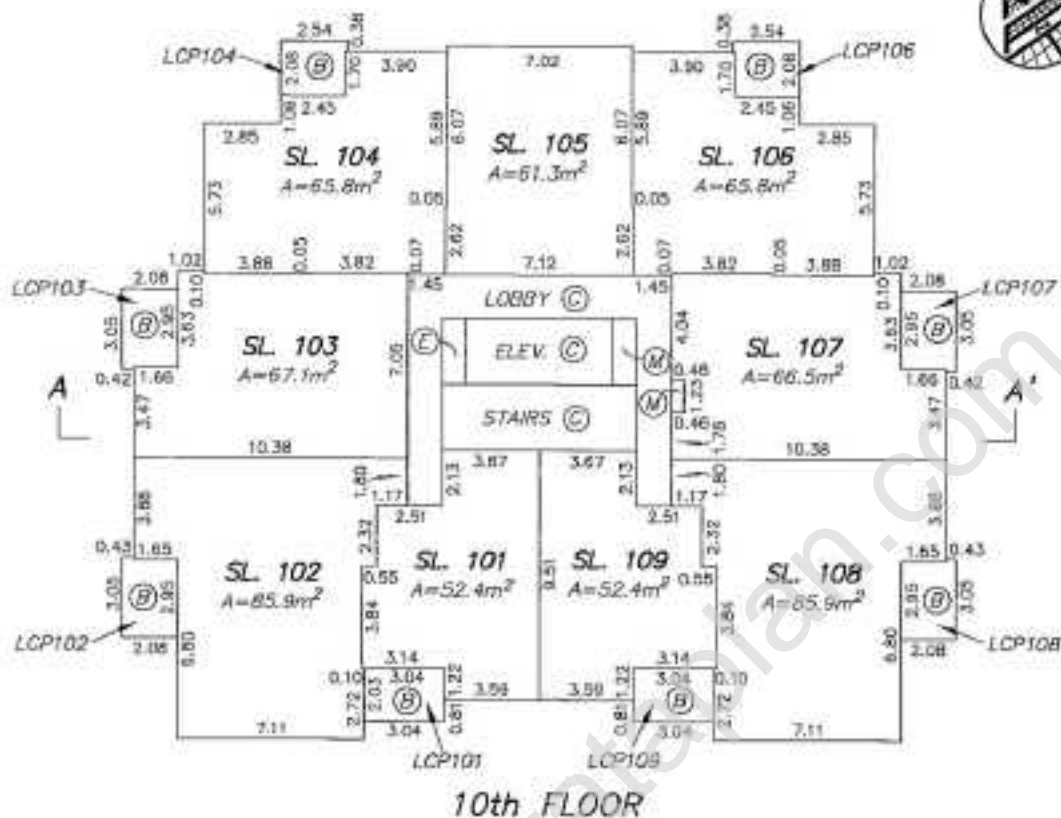 2.54 0.38 0.38 2.54
LCP104 2.08 B 1.70 3.90 7.02 3.90 1.70 B 2.08 LCP106
2.45 2.45
1.08 1.06
2.85 5.89 6.07 6.07 5.89 2.85
SL. 104 SL. 105 SL. 106
A=65.8m² A=61.3m² A=65.8m²
5.73 0.05 0.05 5.73
2.62 2.62
1.02 3.88 0.05 3.82 0.07 7.12 0.07 3.82 0.05 3.88 1.02
2.08 0.10 1.45 1.45 0.10 2.08
LCP103 LOBBY C LCP107
3.05 B 2.95 3.63 4.04 3.63 2.95 B 3.05
SL. 103 E ELEV. C M SL. 107
A=67.1m² 7.05 0.46 A=66.5m²
0.42 1.66 M 1.23 1.66 0.42
A 3.47 STAIRS C 0.46 3.47 A'
1.76
10.38 3.67 3.67 10.38
1.80 2.13 2.13 1.80
3.88 1.17 1.17 3.88
2.51 2.51
0.43 1.65 2.32 2.32 1.65 0.43
SL. 102 SL. 101 9.51 SL. 109 SL. 108
A=65.9m² 0.55 A=52.4m² A=52.4m² 0.55 A=65.9m²
3.05 B 2.95 2.95 B 3.05
3.84 3.84
LCP102 2.08 2.08 LCP108
6.80 3.14 3.14 6.80
0.10 3.04 1.22 1.22 3.04 0.10
2.03 B 3.59 3.59 B
2.72 0.81 0.81 2.72
7.11 3.04 3.04 7.11
LCP101 LCP109
10th FLOOR